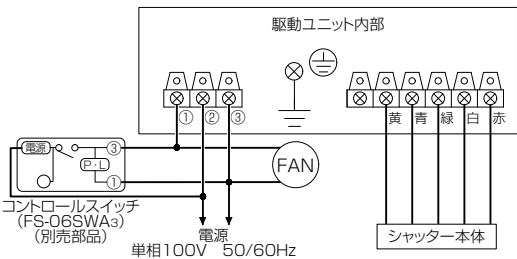 駆動ユニット内部
① ② ③
黄 青 緑 白 赤
電源
P・L
③
①
FAN
コントロールスイッチ
(FS-06SWA3)
(別売部品)
電源
単相100V 50/60Hz
シャッター本体